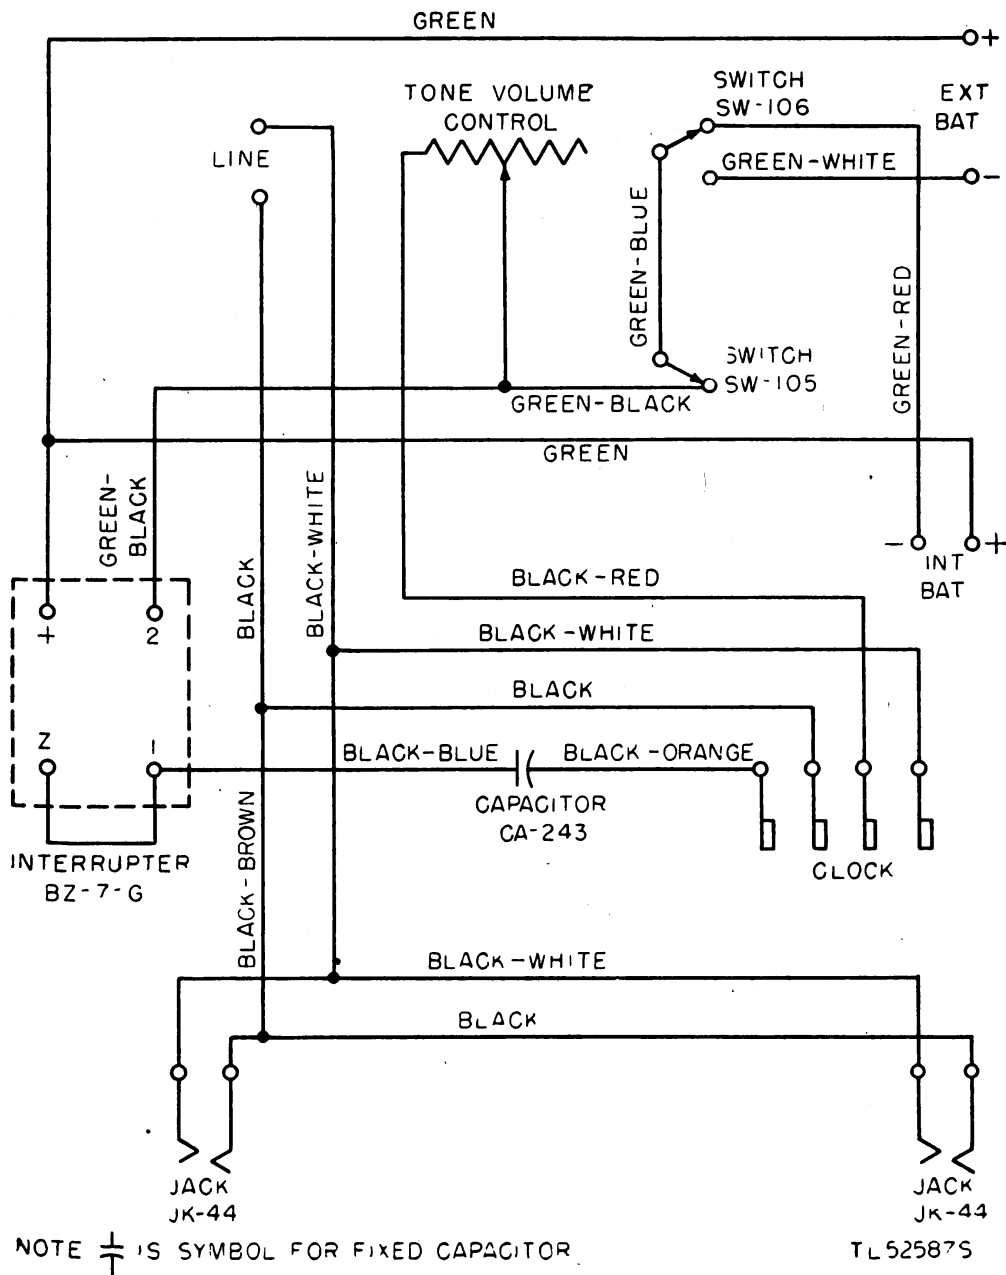 GREEN
+
TONE VOLUME
CONTROL
SWITCH
SW-106
EXT
BAT
LINE
GREEN-WHITE
-
GREEN-BLUE
GREEN-RED
SWITCH
SW-105
GREEN-BLACK
GREEN
GREEN-
BLACK
BLACK-WHITE
BLACK
- +
INT
BAT
BLACK-RED
+ 2
BLACK-WHITE
BLACK
Z 1
BLACK-BLUE
BLACK-ORANGE
CAPACITOR
CA-243
INTERRUPTER
BZ-7-G
BLACK-BROWN
CLOCK
BLACK-WHITE
BLACK
JACK
JK-44
JACK
JK-44
NOTE IS SYMBOL FOR FIXED CAPACITOR
TL52587S